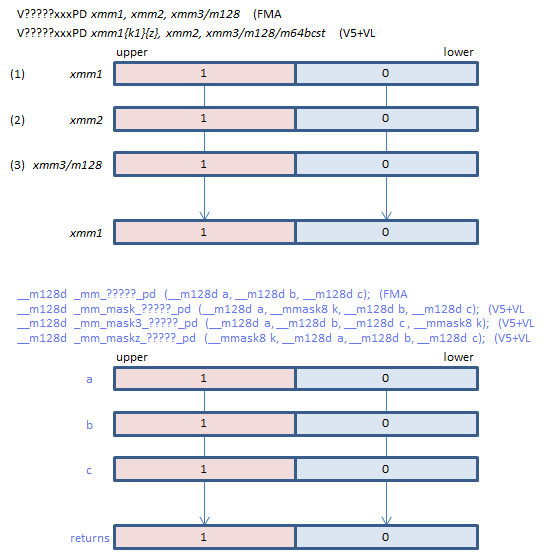 V?????xxxPD xmm1, xmm2, xmm3/m128 (FMA
V?????xxxPD xmm1{k1}{z}, xmm2, xmm3/m128/m64bcst (V5+VL
upper lower
(1) xmm1 1 0
(2) xmm2 1 0
(3) xmm3/m128 1 0
xmm1 1 0
__m128d _mm_?????_pd (__m128d a, __m128d b, __m128d c); (FMA
__m128d _mm_mask_?????_pd (__m128d a, __mmask8 k, __m128d b, __m128d c); (V5+VL
__m128d _mm_mask3_?????_pd (__m128d a, __m128d b, __m128d c , __mmask8 k); (V5+VL
__m128d _mm_maskz_?????_pd (__mmask8 k, __m128d a, __m128d b, __m128d c); (V5+VL
upper lower
a 1 0
b 1 0
c 1 0
returns 1 0